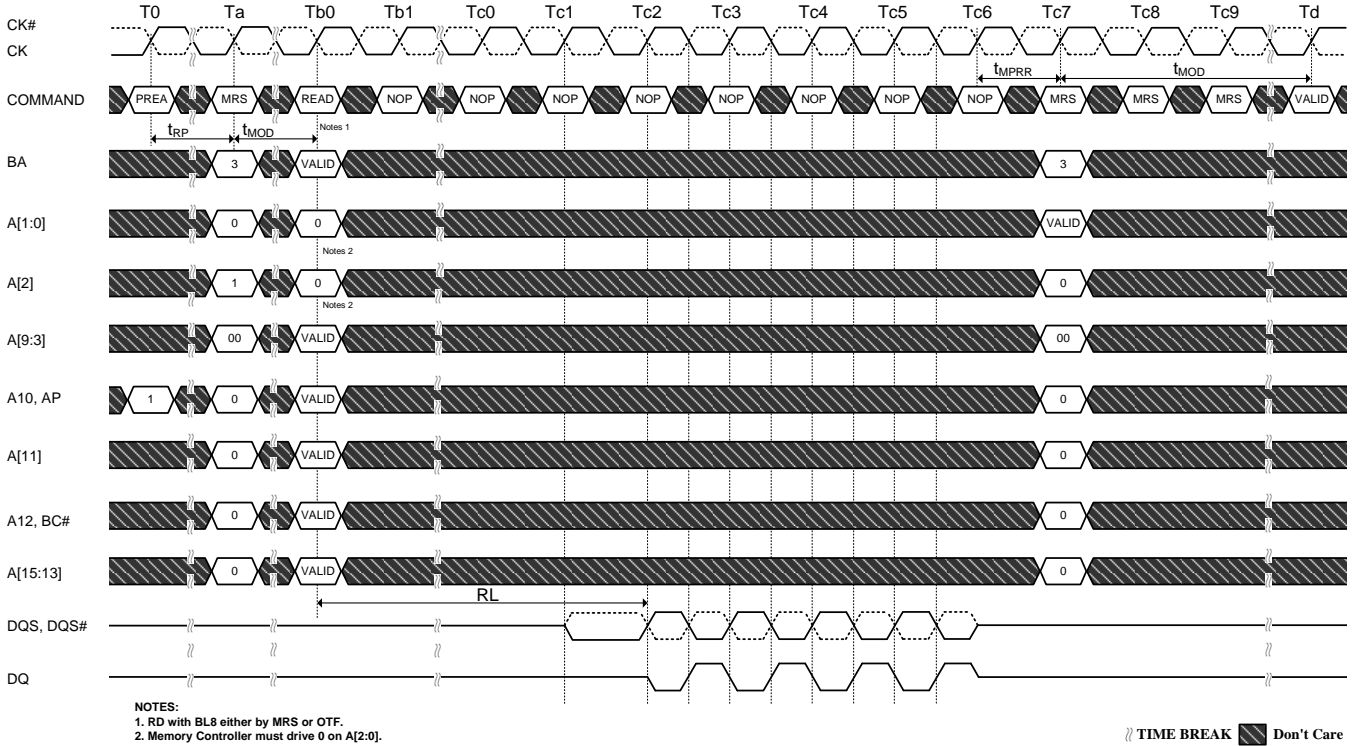 T0 Ta Tb0 Tb1 Tc0 Tc1 Tc2 Tc3 Tc4 Tc5 Tc6 Tc7 Tc8 Tc9 Td
CK#
CK
tMPRR tMOD
COMMAND PREA MRS READ NOP NOP NOP NOP NOP NOP NOP NOP MRS MRS MRS VALID
tRP tMOD Notes 1
BA 3 VALID 3
A[1:0] 0 0 VALID
Notes 2
A[2] 1 0 0
Notes 2
A[9:3] 00 VALID 00
A10, AP 1 0 VALID 0
A[11] 0 VALID 0
A12, BC# 0 VALID 0
A[15:13] 0 VALID 0
RL
DQS, DQS#
DQ
NOTES:
1. RD with BL8 either by MRS or OTF.
2. Memory Controller must drive 0 on A[2:0].
TIME BREAK Don't Care